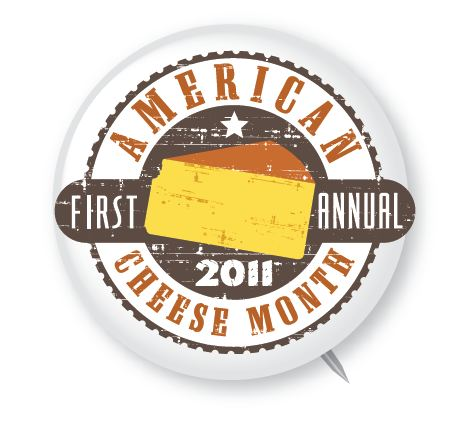 AMERICAN
FIRST ANNUAL
2011
CHEESE MONTH